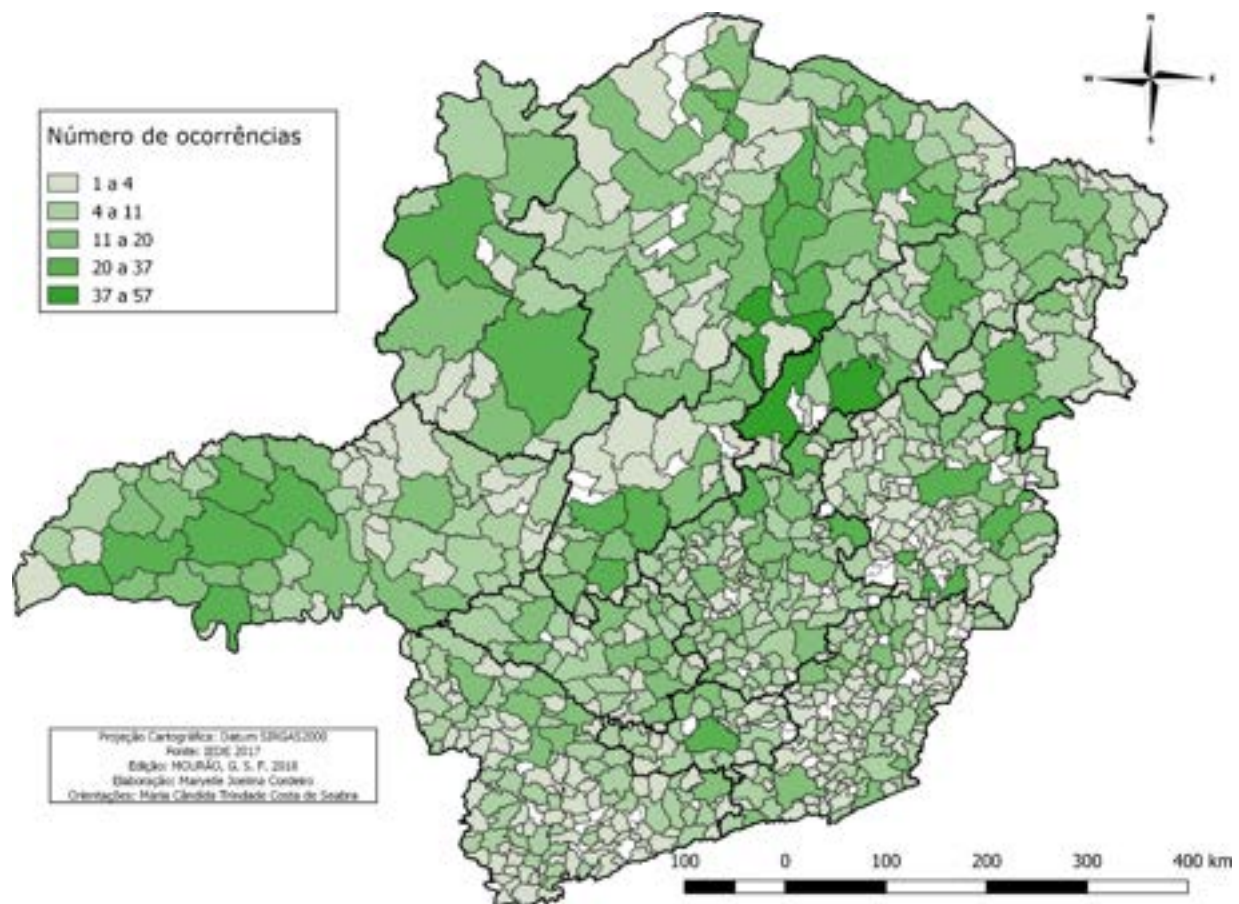 N
W
E
S
Número de ocorrências
1 a 4
4 a 11
11 a 20
20 a 37
37 a 57
Projeção Cartográfica: Datum SIRGAS2000
Fonte: IEDE 2017
Edição: MOURÃO, G. S. F. 2018
Elaboração: Maryelle Joelma Cordeiro
Orientações: Maria Cândida Trindade Costa de Seabra
100 0 100 200 300 400 km